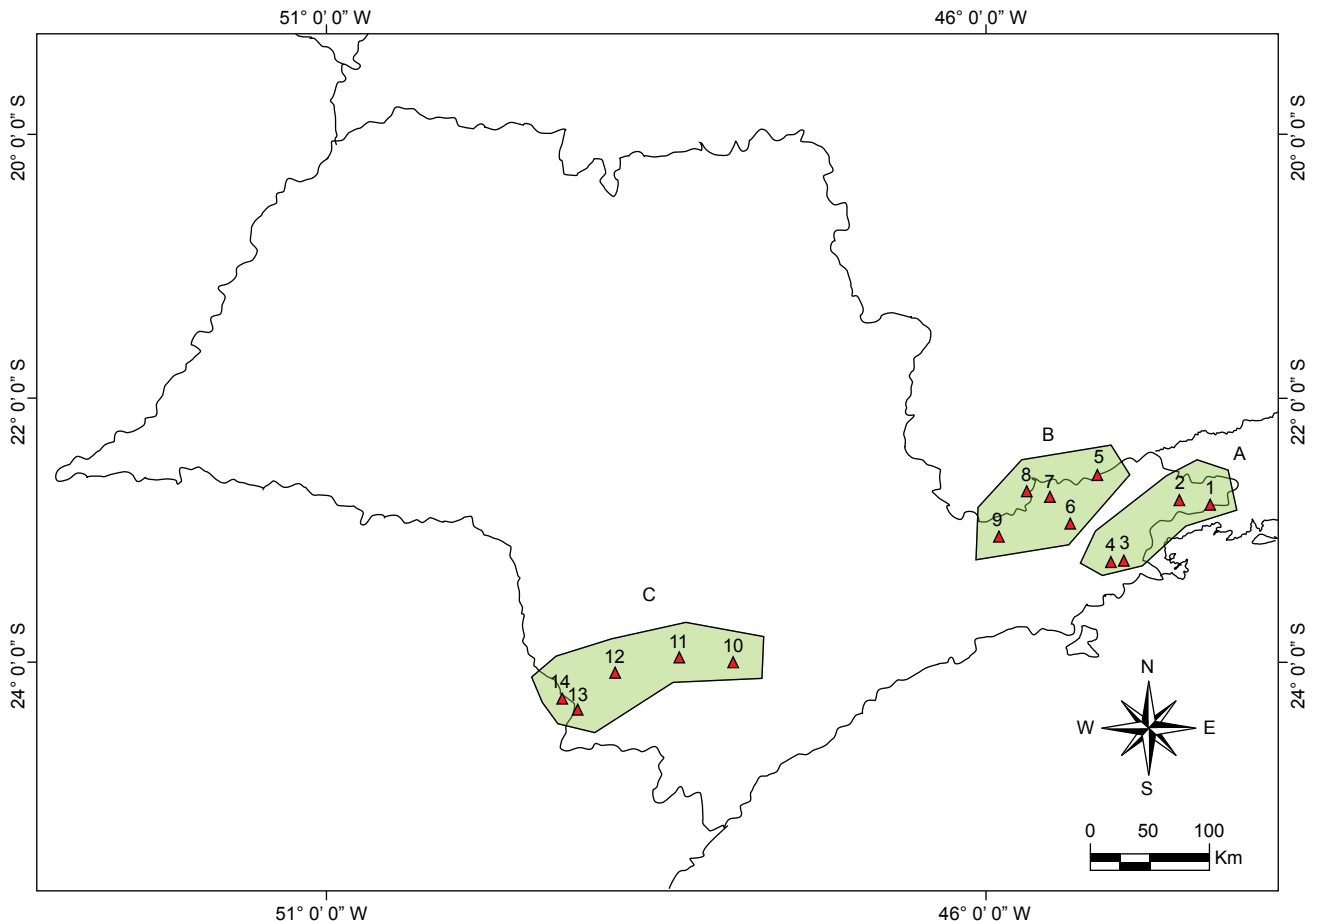 51° 0’ 0” W
46° 0’ 0” W
20° 0’ 0” S
20° 0’ 0” S
22° 0’ 0” S
22° 0’ 0” S
B
A
5
8
7
2
1
9
6
4
3
C
11
10
12
14
13
24° 0’ 0” S
24° 0’ 0” S
N
W
E
S
0
50
100
Km
51° 0’ 0” W
46° 0’ 0” W